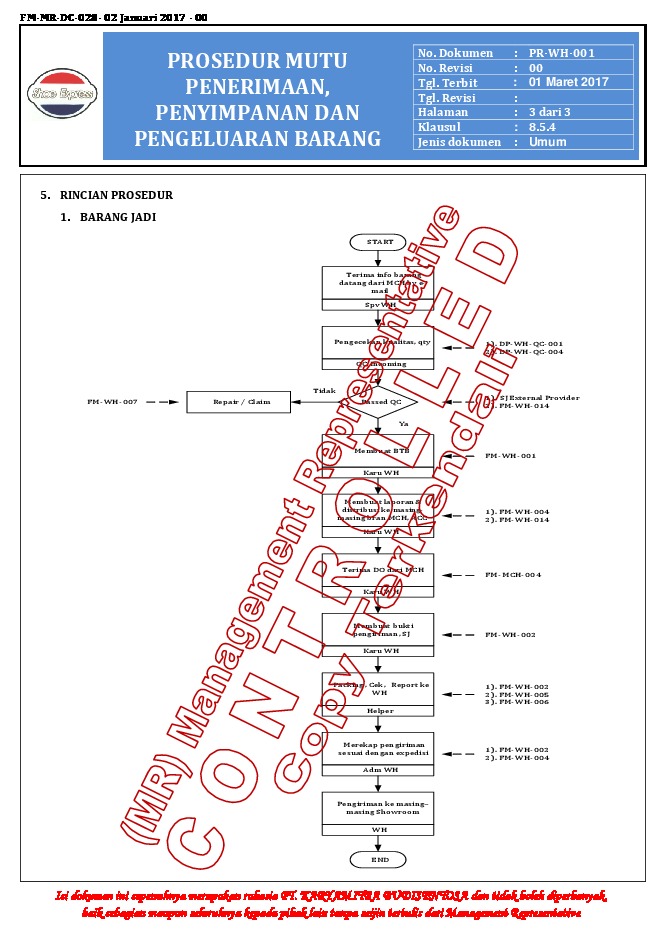 FM-MR-DC-028- 02 Januari 2017 - 00
Shoe Express
PROSEDUR MUTU
PENERIMAAN,
PENYIMPANAN DAN
PENGELUARAN BARANG
No. Dokumen : PR-WH-001
No. Revisi : 00
Tgl. Terbit : 01 Maret 2017
Tgl. Revisi :
Halaman : 3 dari 3
Klausul : 8.5.4
Jenis dokumen : Umum
5. RINCIAN PROSEDUR
1. BARANG JADI
START
Terima info barang
datang dari MCH by e-
mail
Spv WH
Pengecekan kualitas, qty
QC Incoming
1). DP-WH-QC-001
2). DP-WH-QC-004
FM-WH-007
Repair / Claim
Tidak
Passed QC
1). SJ External Provider
2). FM-WH-014
Ya
Membuat BTB
Karu WH
FM-WH-001
Membuat laporan &
distribusi ke masing-
masing bran MCH,
Karu WH
1). FM-WH-004
2). FM-WH-014
Terima DO dari MCH
Karu WH
FM-MCH-004
Membuat bukti
pengiriman, SJ
Karu WH
FM-WH-002
Packing, Cek, Report ke
WH
Helper
1). FM-WH-002
2). FM-WH-005
3). FM-WH-006
Merekap pengiriman
sesuai dengan expedisi
Adm WH
1). FM-WH-002
2). FM-WH-004
Pengiriman ke masing-
masing Showroom
WH
END
(MR) Management Representative
CONTROLLED
Copy Terkendali
Isi dokumen ini sepenuhnya merupakan rahasia PT. KARYAMITRA BUDISENTOSA dan tidak boleh diperbanyak,
baik sebagian maupun seluruhnya kepada pihak lain tanpa seijin tertulis dari Management Representative